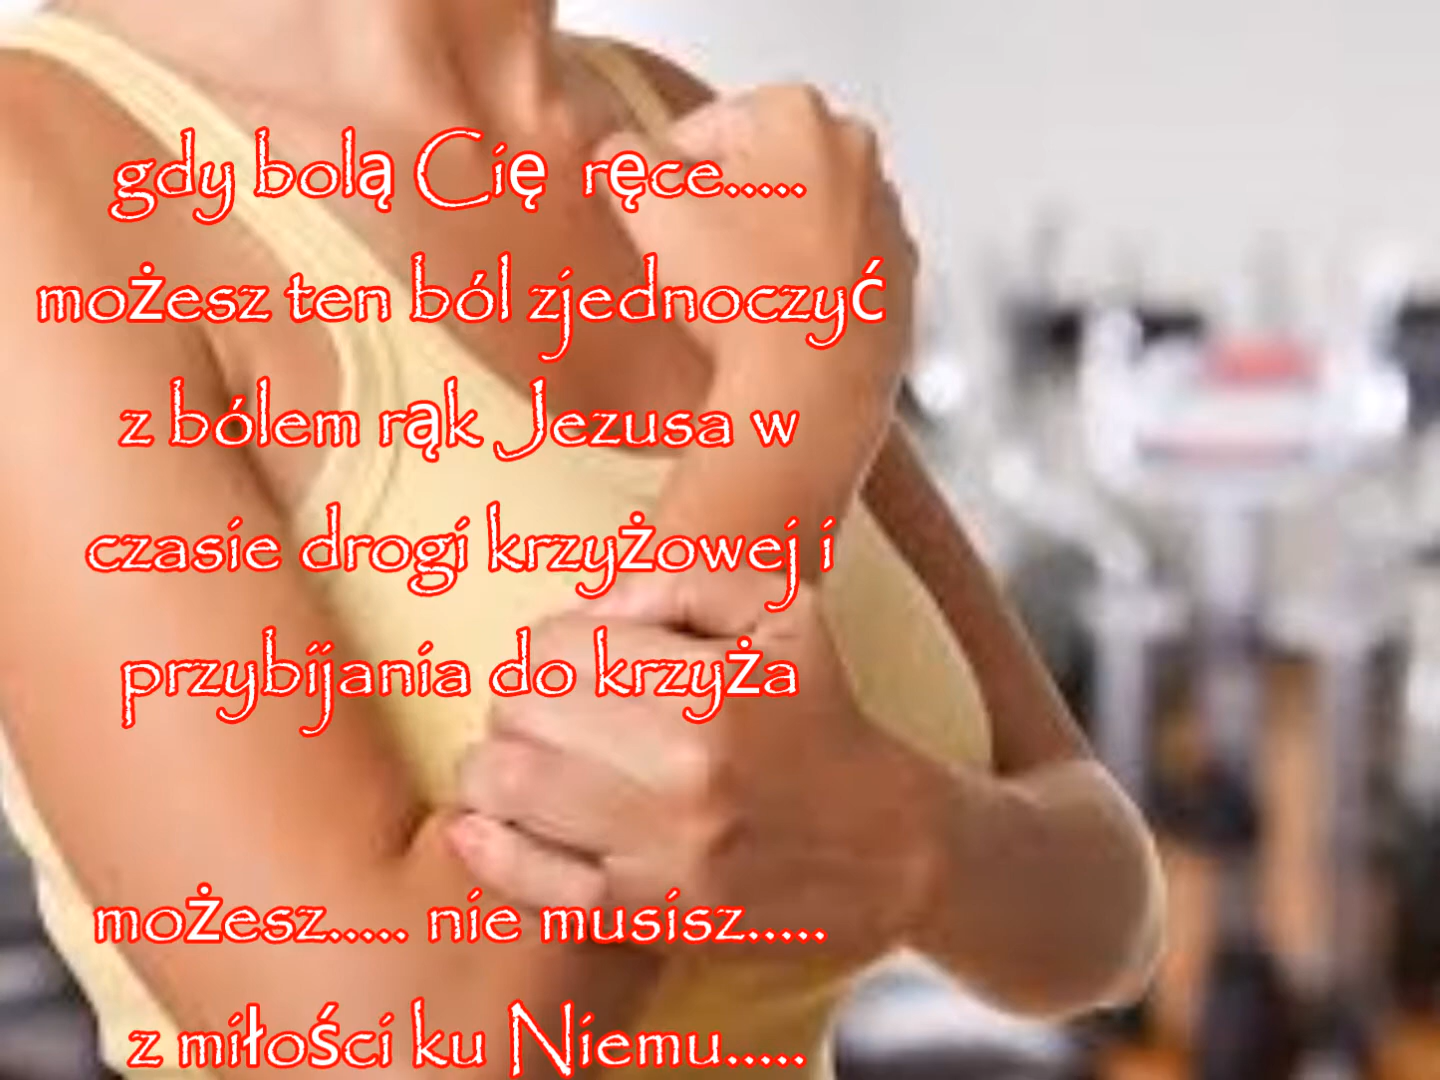 gdy bolą Cię ręce.....
możesz ten ból zjednoczyć
z bólem rąk Jezusa w
czasie drogi krzyżowej i
przybijania do krzyża
możesz..... nie musisz.....
z miłości ku Niemu.....